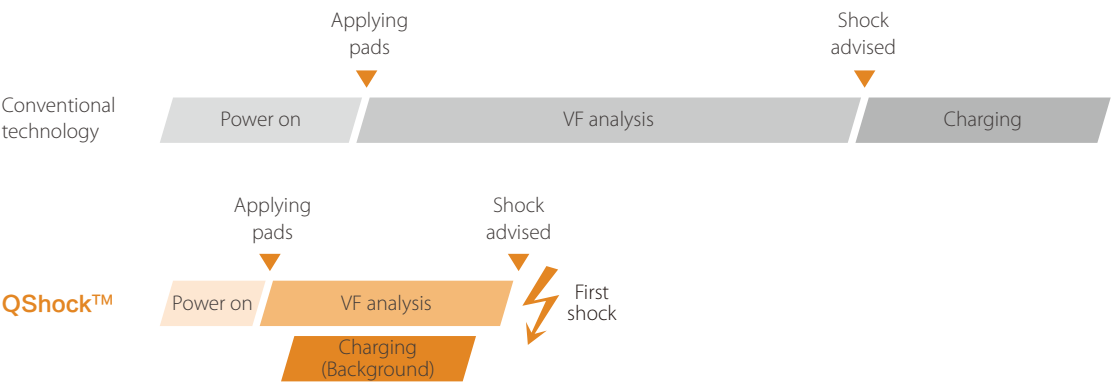 Applying
pads
Shock
advised
Conventional
technology
Power on
VF analysis
Charging
Applying
pads
Shock
advised
QShock™
Power on
VF analysis
First
shock
Charging
(Background)